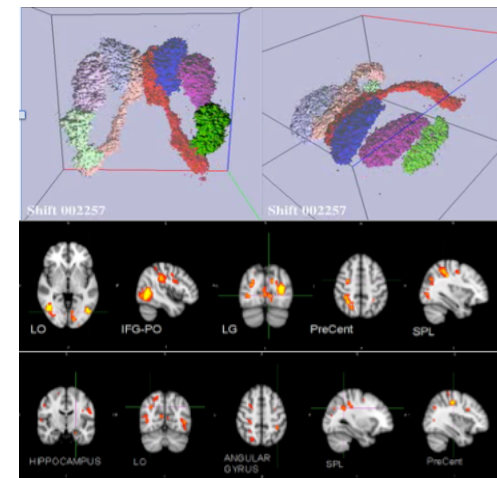 Shift 002257
Shift 002257
LO
IFG-PO
LG
PreCent
SPL
HIPPOCAMPUS
LO
ANGULAR
GYRUS
SPL
PreCent